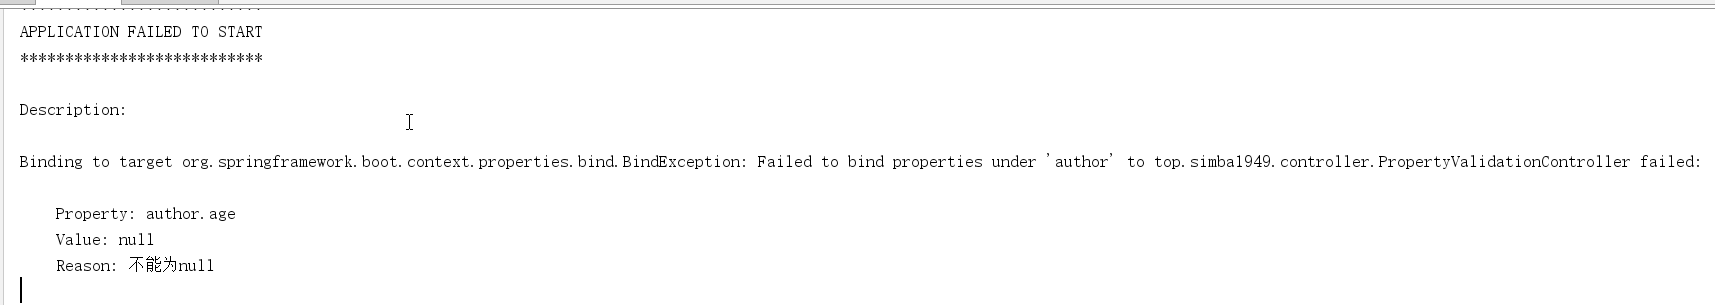 APPLICATION FAILED TO START
***************************
Description:
Binding to target org.springframework.boot.context.properties.bind.BindException: Failed to bind properties under 'author' to top.simba1949.controller.PropertyValidationController failed:
Property: author.age
Value: null
Reason: 不能为null